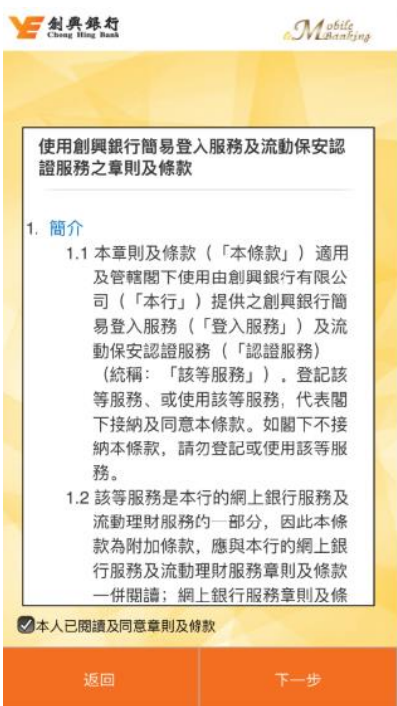 創興銀行
Chong Hing Bank
Mobile
Banking
使用創興銀行簡易登入服務及流動保安認
證服務之章則及條款
1. 簡介
1.1 本章則及條款（「本條款」）適用
及管轄閣下使用由創興銀行有限公
司（「本行」）提供之創興銀行簡
易登入服務（「登入服務」）及流
動保安認證服務（「認證服務）
（統稱：「該等服務」）。登記該
等服務、或使用該等服務，代表閣
下接納及同意本條款。如閣下不接
納本條款，請勿登記或使用該等服
務。
1.2 該等服務是本行的網上銀行服務及
流動理財服務的一部分，因此本條
款為附加條款，應與本行的網上銀
行服務及流動理財服務章則及條款
一併閱讀；網上銀行服務章則及條
本人已閱讀及同意章則及條款
返回
下一步